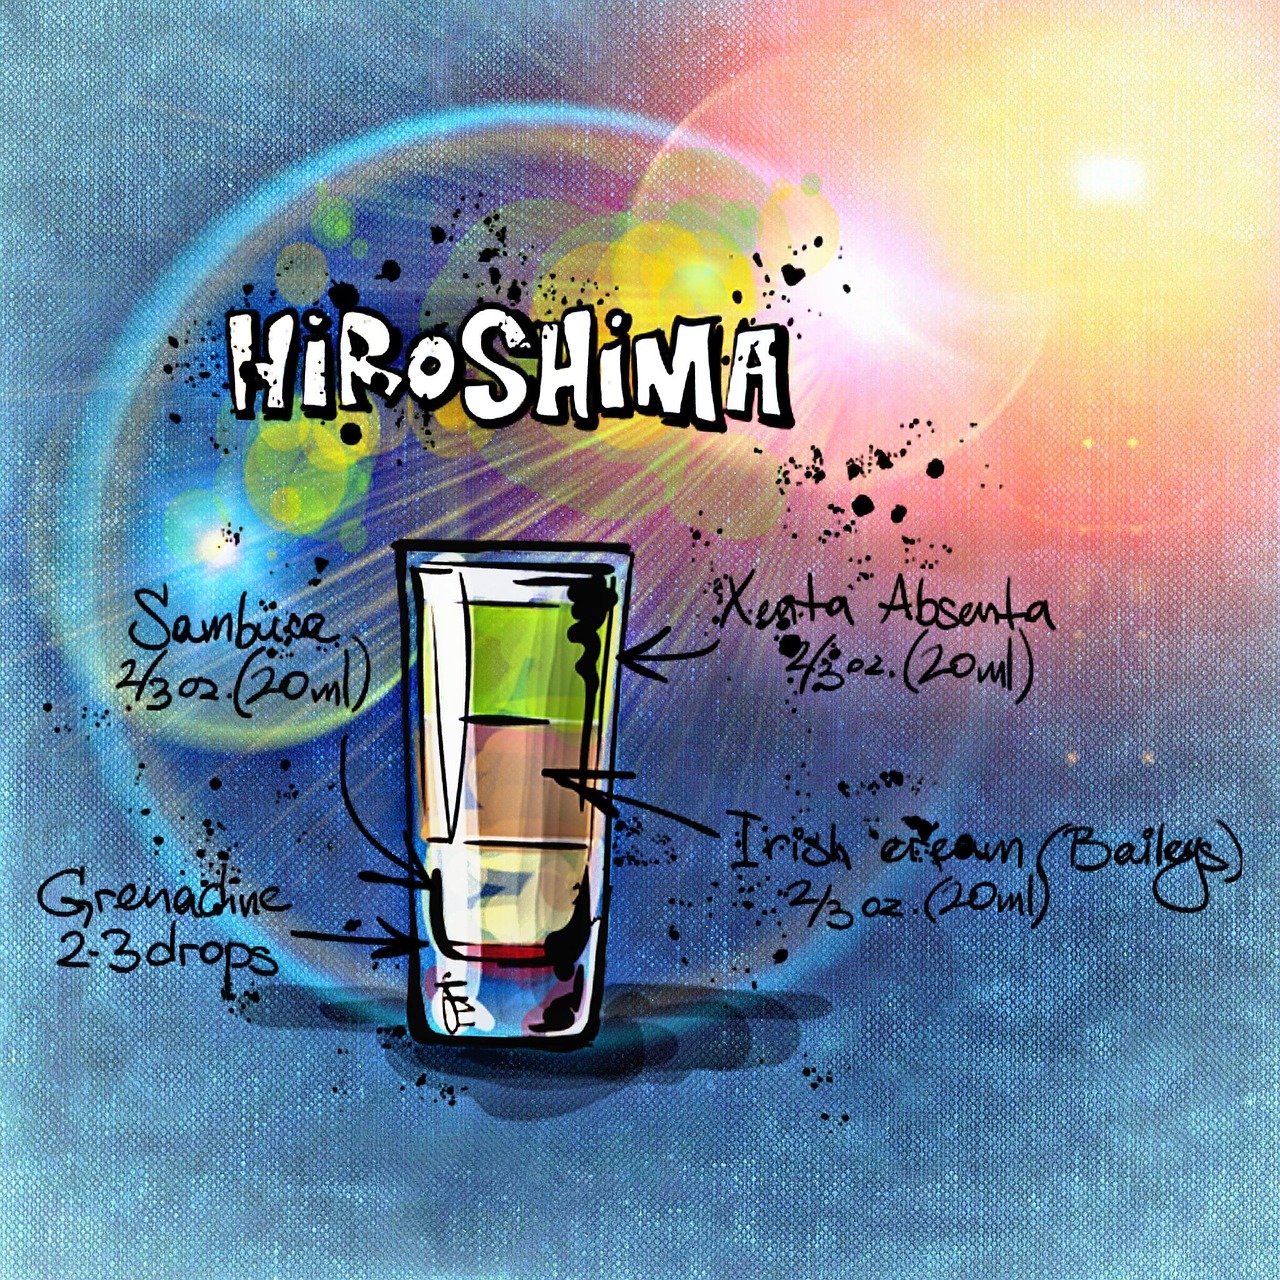 HiROSHiMA
Sambuca
2/3 oz. (20ml)
Xenta Absenta
2/3 oz. (20ml)
Irish cream (Baileys)
2/3 oz. (20ml)
Grenadine
2-3 drops